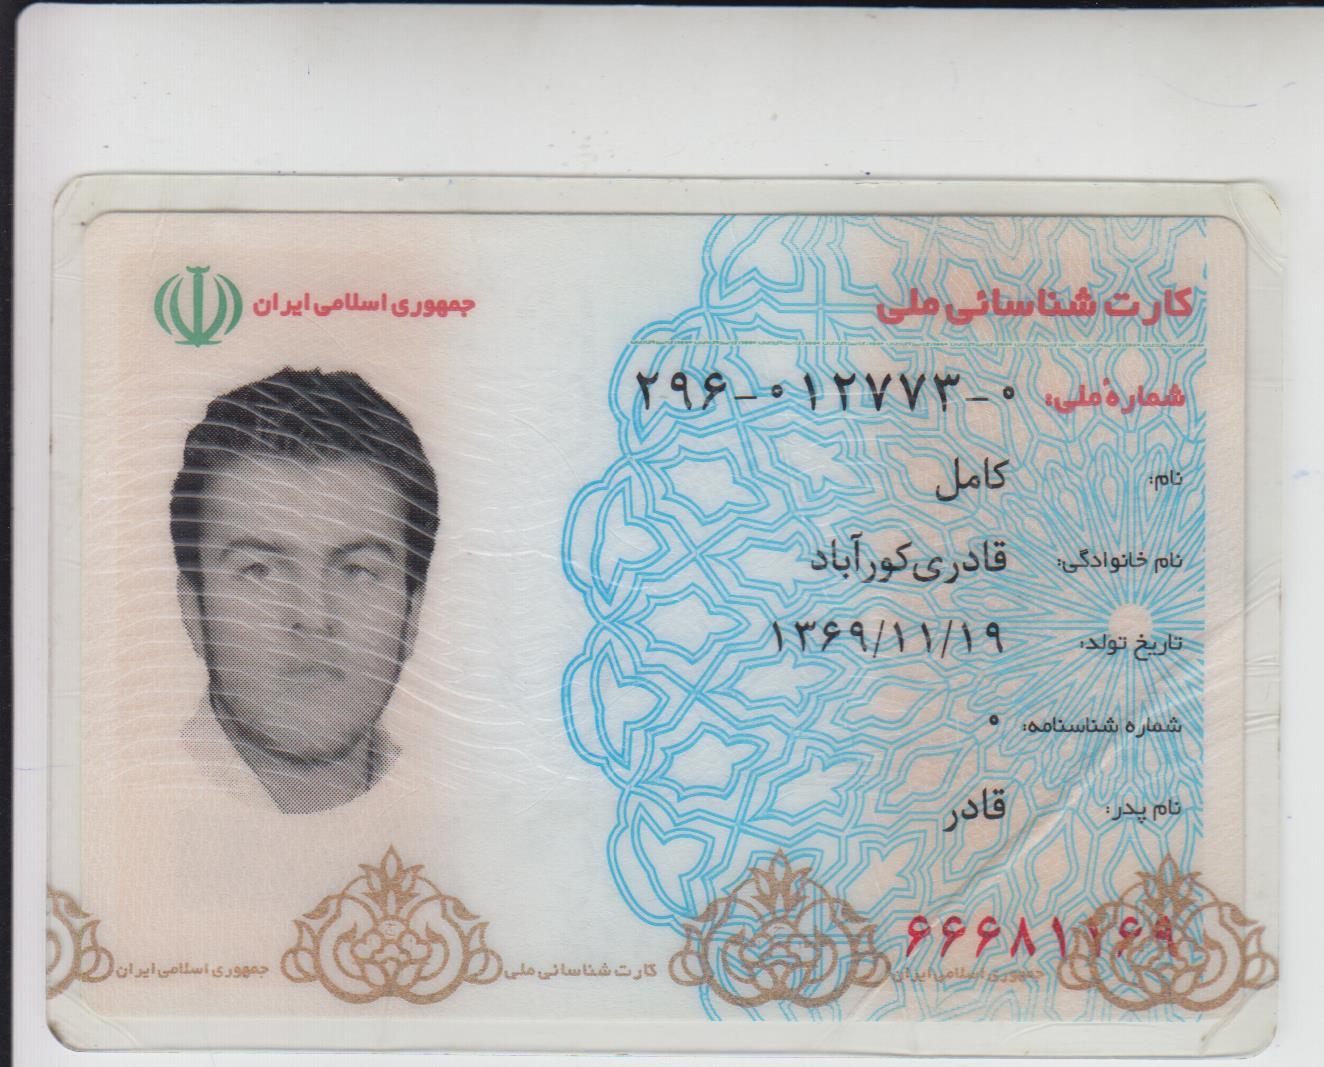 جمهوری اسلامی ایران
کارت شناسائی ملی
شمارهٔ ملی: ۲۹۶-۰۱۲۷۷۳-۰
نام: کامل
نام خانوادگی: قادری‌کورآباد
تاریخ تولد: ۱۳۶۹/۱۱/۱۹
شماره شناسنامه: ۰
نام پدر: قادر
جمهوری اسلامی ایران کارت شناسائی ملی جمهوری اسلامی ایران